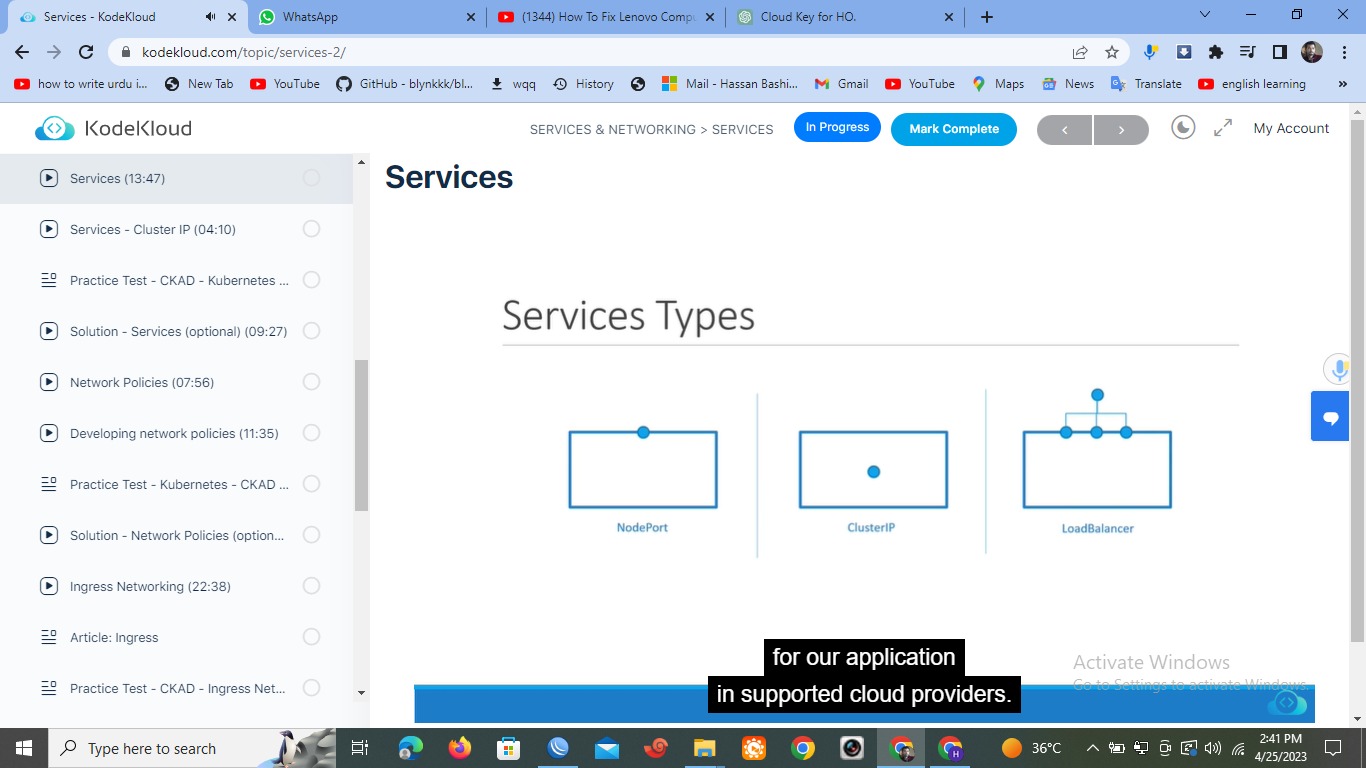 Services - KodeKloud
WhatsApp
(1344) How To Fix Lenovo Compu
Cloud Key for HO.
kodekloud.com/topic/services-2/
how to write urdu i...
New Tab
YouTube
GitHub - blynkkk/bl...
wqq
History
Mail - Hassan Bashi...
Gmail
YouTube
Maps
News
Translate
english learning
»
KodeKloud
SERVICES & NETWORKING > SERVICES
In Progress
Mark Complete
My Account
Services (13:47)
Services - Cluster IP (04:10)
Practice Test - CKAD - Kubernetes ...
Solution - Services (optional) (09:27)
Network Policies (07:56)
Developing network policies (11:35)
Practice Test - Kubernetes - CKAD ...
Solution - Network Policies (option...
Ingress Networking (22:38)
Article: Ingress
Practice Test - CKAD - Ingress Net...
Services
Services Types
NodePort
ClusterIP
LoadBalancer
for our application
in supported cloud providers.
Activate Windows
Go to Settings to activate Windows.
Type here to search
36°C
2:41 PM
4/25/2023